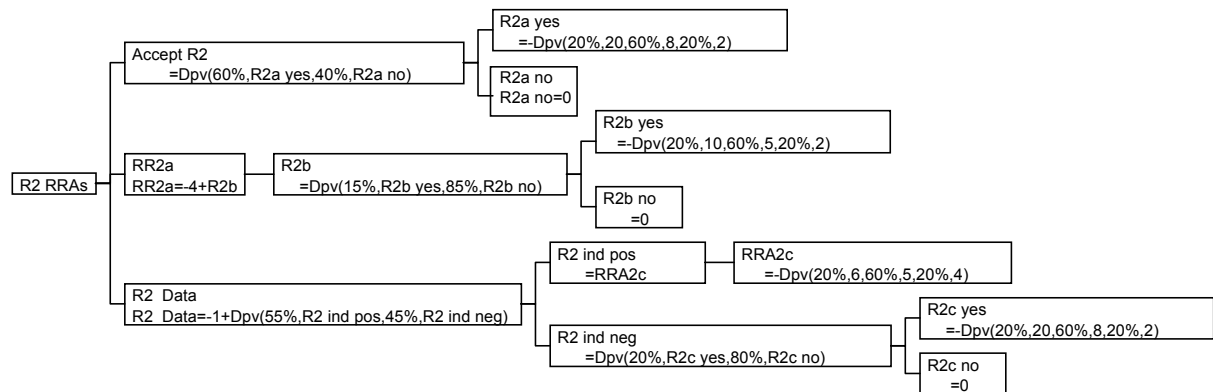 R2 RRAs
Accept R2
=Dpv(60%,R2a yes,40%,R2a no)
R2a yes
=-Dpv(20%,20,60%,8,20%,2)
R2a no
R2a no=0
RR2a
RR2a=-4+R2b
R2b
=Dpv(15%,R2b yes,85%,R2b no)
R2b yes
=-Dpv(20%,10,60%,5,20%,2)
R2b no
=0
R2 Data
R2 Data=-1+Dpv(55%,R2 ind pos,45%,R2 ind neg)
R2 ind pos
=RRA2c
RRA2c
=-Dpv(20%,6,60%,5,20%,4)
R2 ind neg
=Dpv(20%,R2c yes,80%,R2c no)
R2c yes
=-Dpv(20%,20,60%,8,20%,2)
R2c no
=0